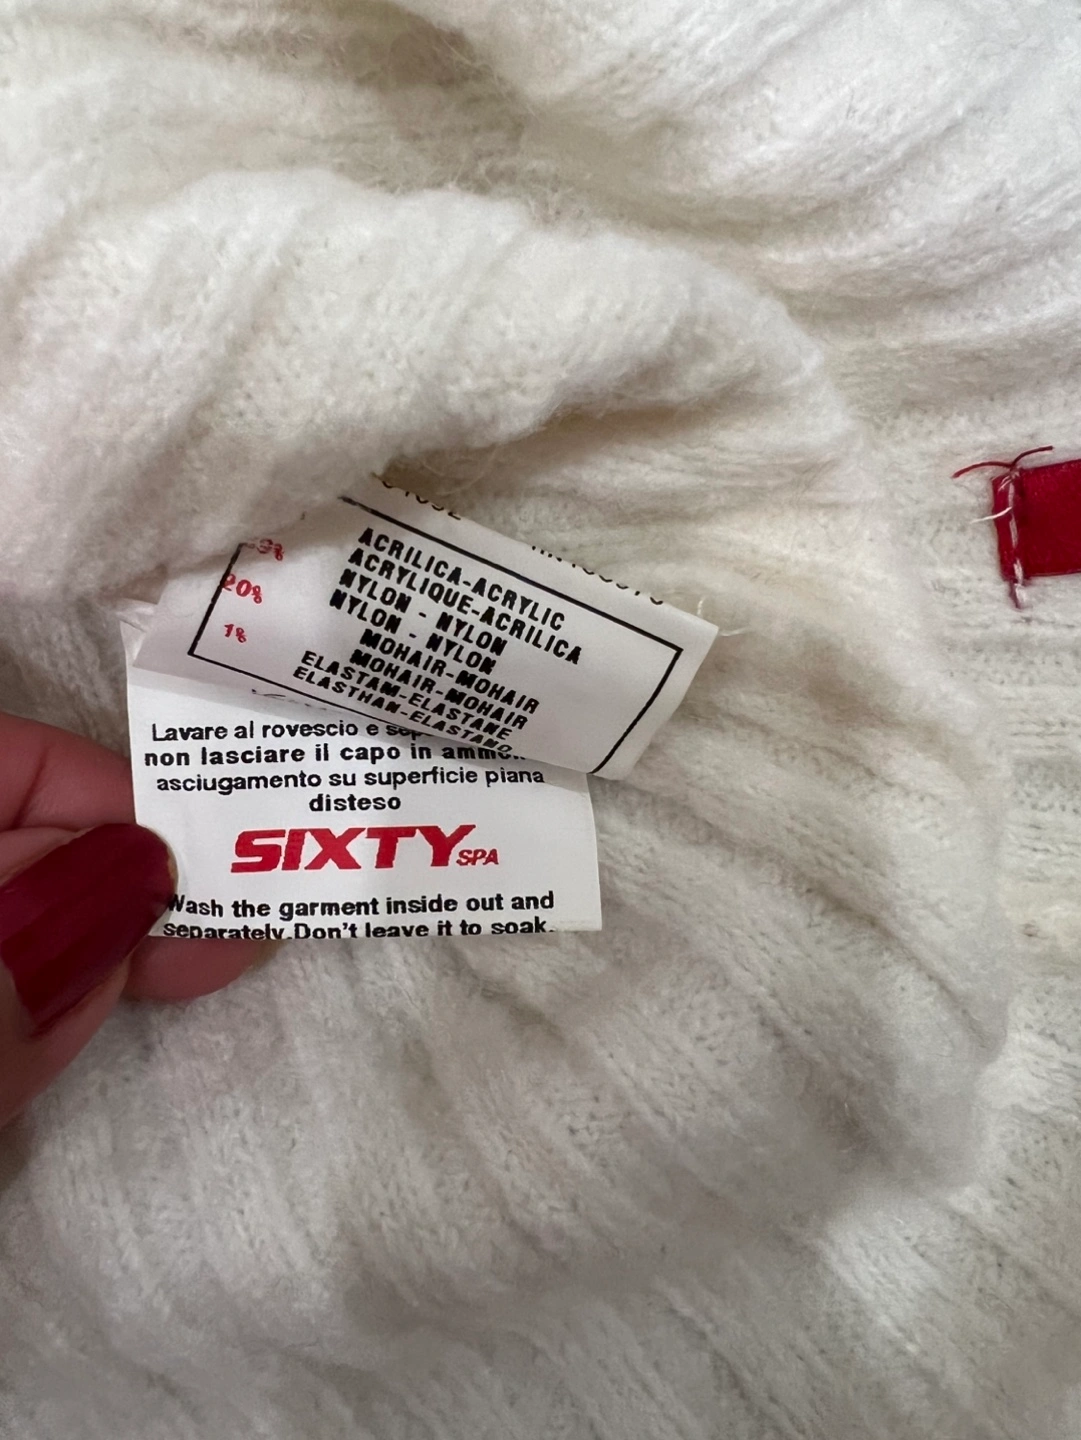 20%
1%
ACRILICA-ACRYLIC
ACRYLIQUE-ACRILICA
NYLON - NYLON
NYLON - NYLON
MOHAIR-MOHAIR
MOHAIR-MOHAIR
ELASTAM-ELASTANE
ELASTHAN-ELASTANO
Lavare al rovescio e
non lasciare il capo in
asciugamento su superficie piana
disteso
SIXTY SPA
Wash the garment inside out and
separately.Don't leave it to soak.